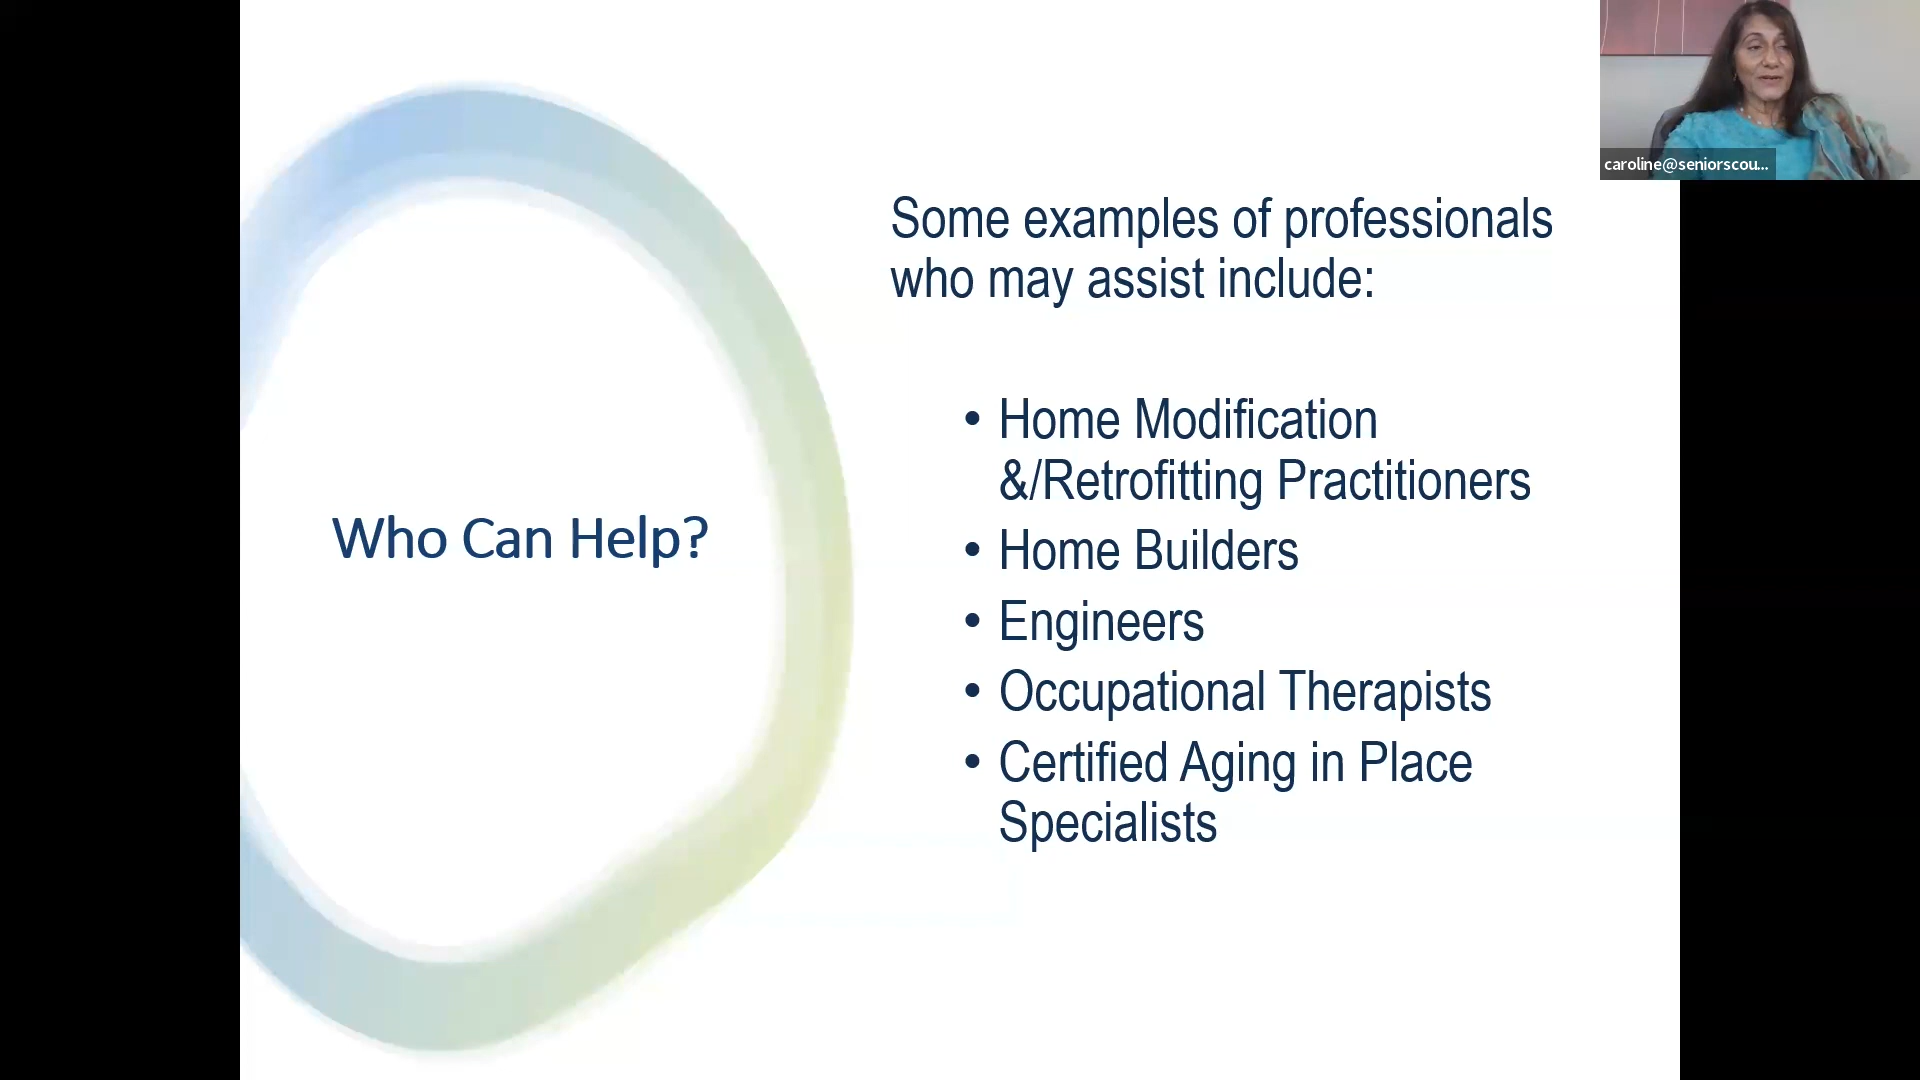 caroline@seniorscou...
Who Can Help?
Some examples of professionals
who may assist include:
• Home Modification
&/Retrofitting Practitioners
• Home Builders
• Engineers
• Occupational Therapists
• Certified Aging in Place
Specialists